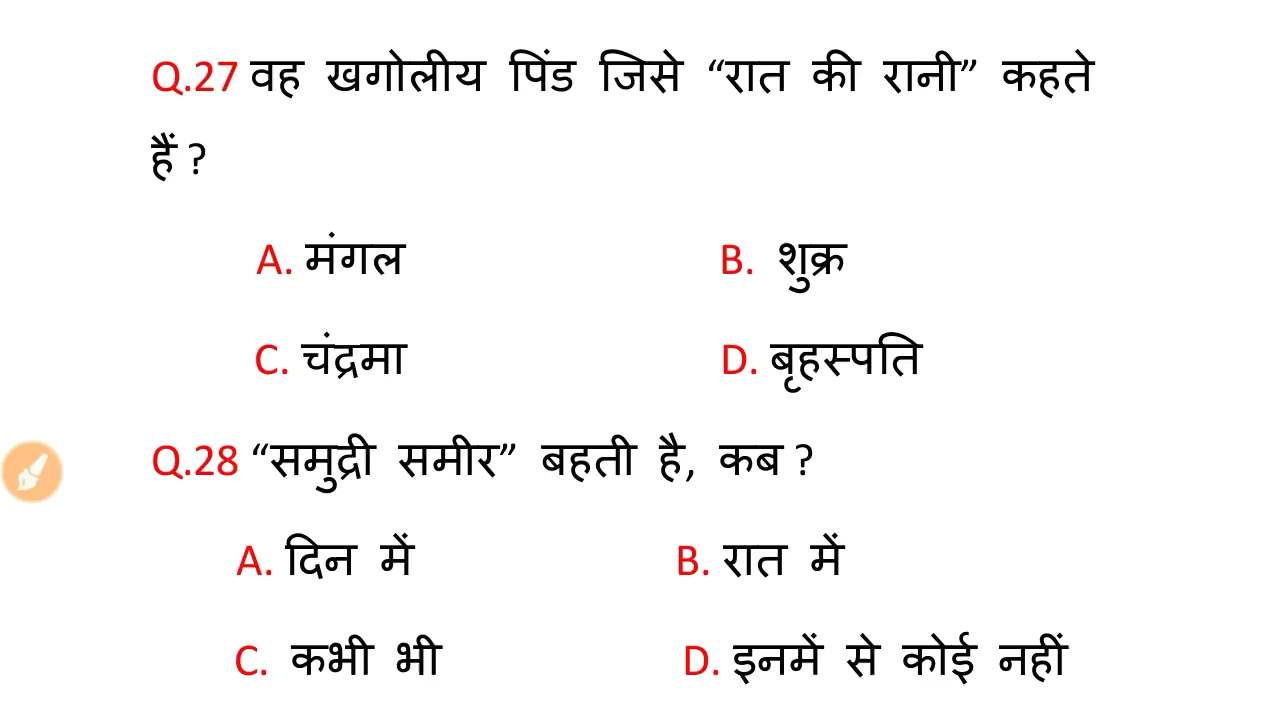 Q.27 वह खगोलीय पिंड जिसे “रात की रानी” कहते
हैं ?
A. मंगल B. शुक्र
C. चंद्रमा D. बृहस्पति
Q.28 “समुद्री समीर” बहती है, कब ?
A. दिन में B. रात में
C. कभी भी D. इनमें से कोई नहीं